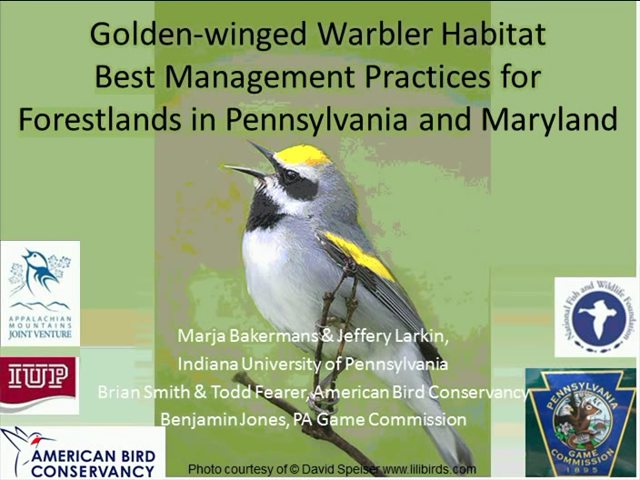 Golden-winged Warbler Habitat
Best Management Practices for
Forestlands in Pennsylvania and Maryland
APPALACHIAN
MOUNTAINS
JOINT VENTURE
National Fish and Wildlife Foundation
Marja Bakermans & Jeffery Larkin,
Indiana University of Pennsylvania
IUP
Brian Smith & Todd Fearer, American Bird Conservancy
Benjamin Jones, PA Game Commission
PENNSYLVANIA
GAME
COMMISSION
1895
AMERICAN BIRD
CONSERVANCY
Photo courtesy of © David Speiser www.lilibirds.com